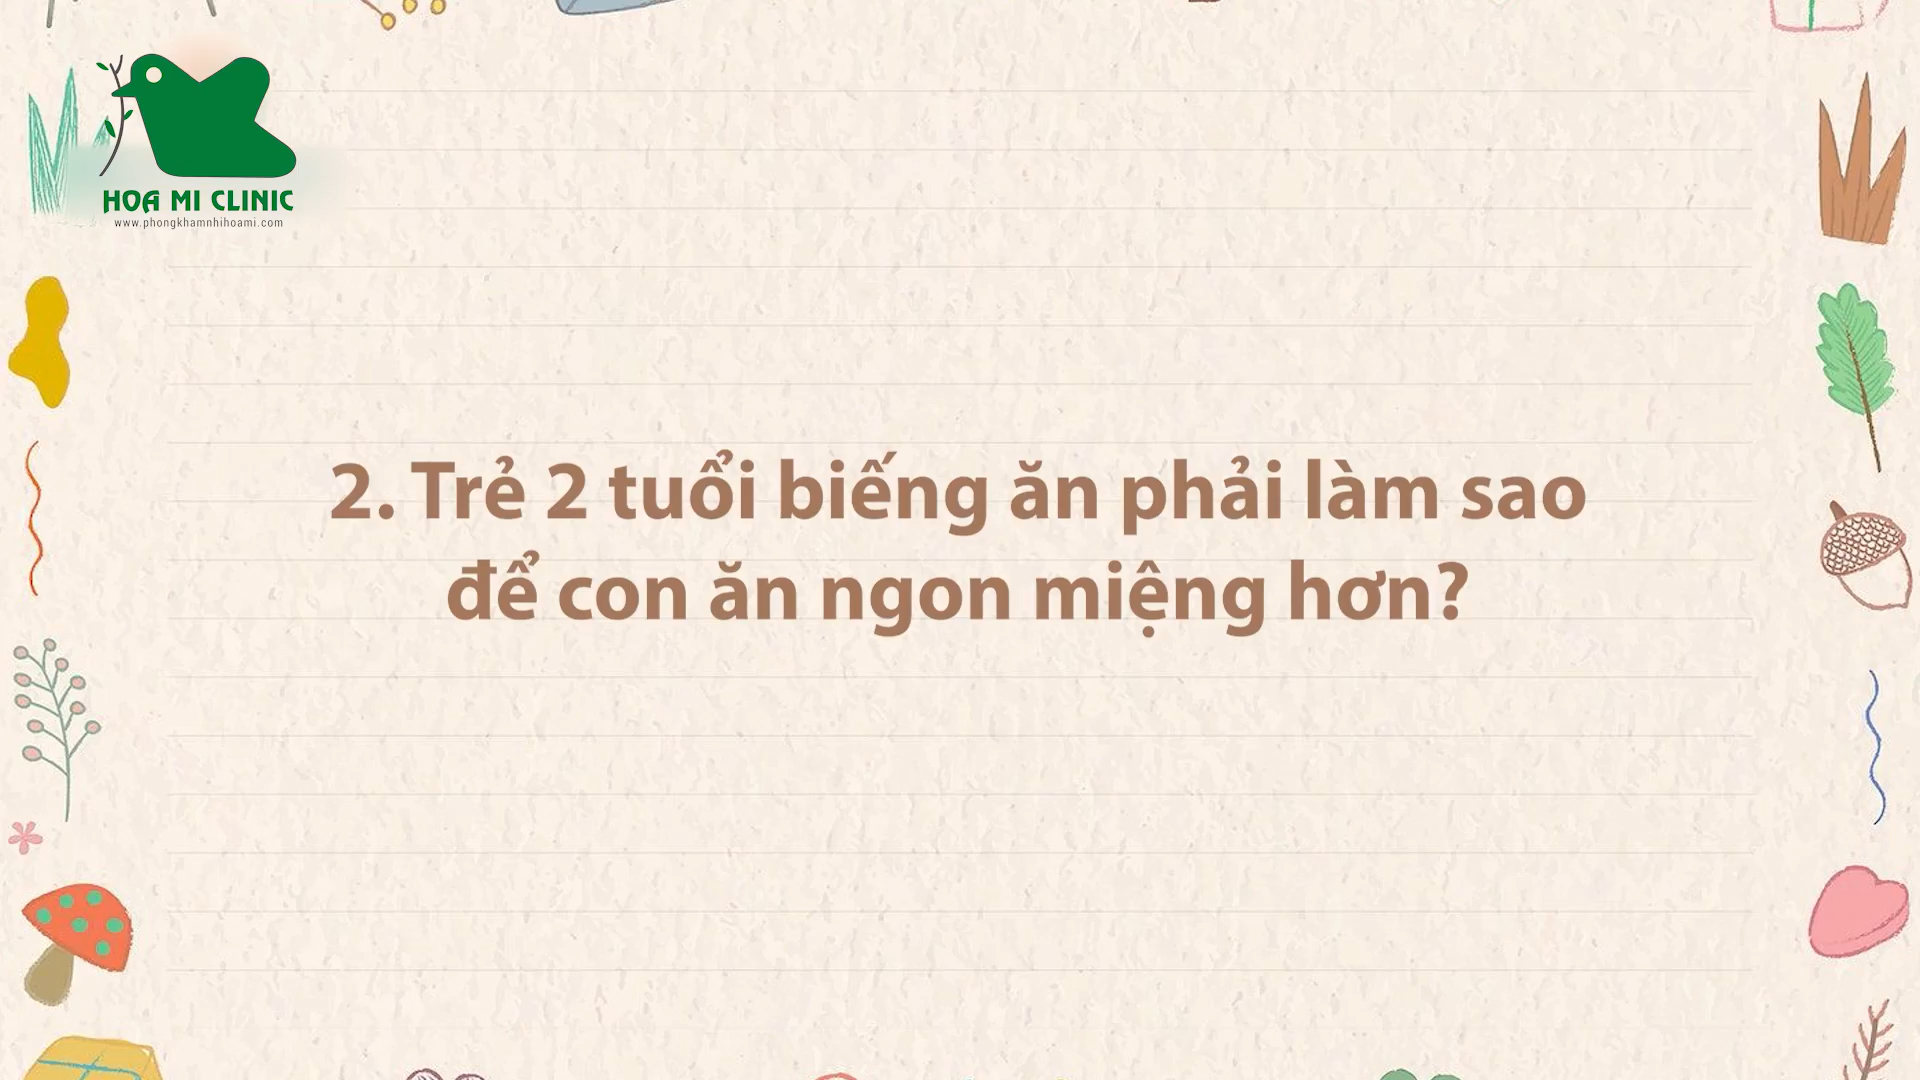 HOA MI CLINIC
www.phongkhamnhihoami.com
2. Trẻ 2 tuổi biếng ăn phải làm sao
để con ăn ngon miệng hơn?